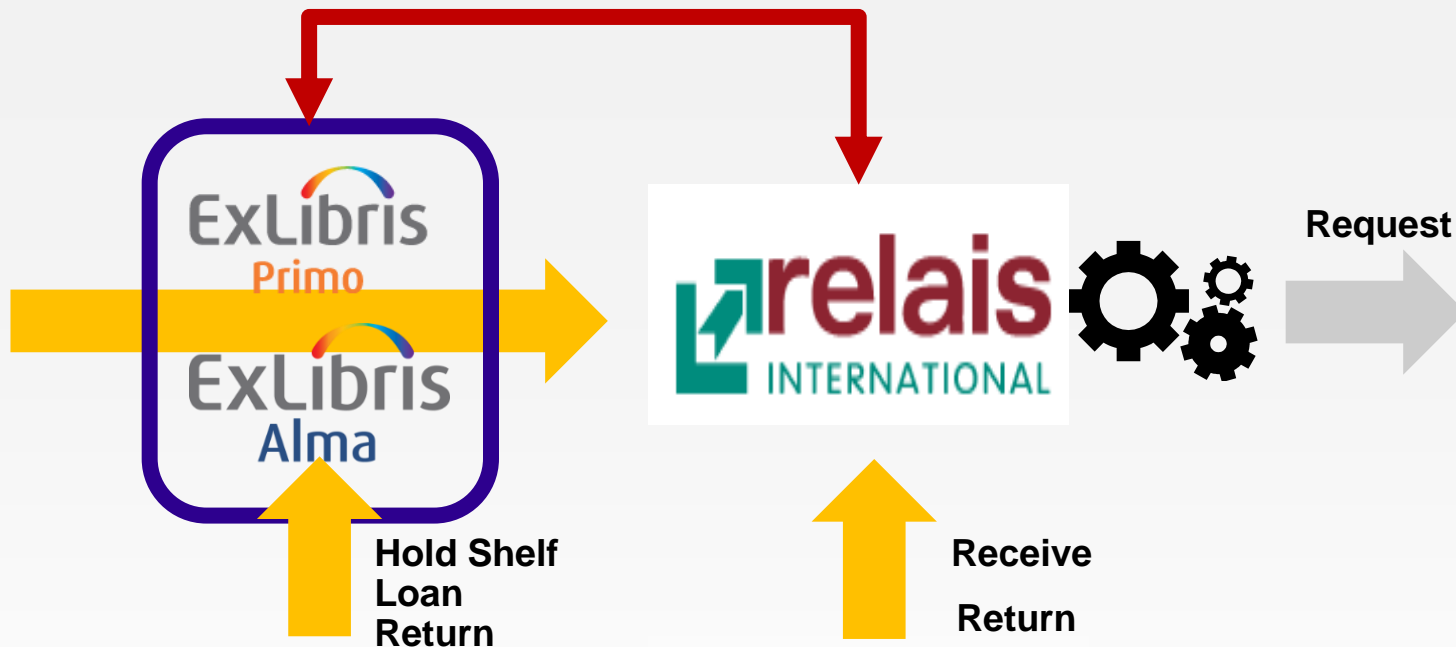 ExLibris
Primo
ExLibris
Alma
relais
INTERNATIONAL
Request
Hold Shelf
Loan
Return
Receive
Return